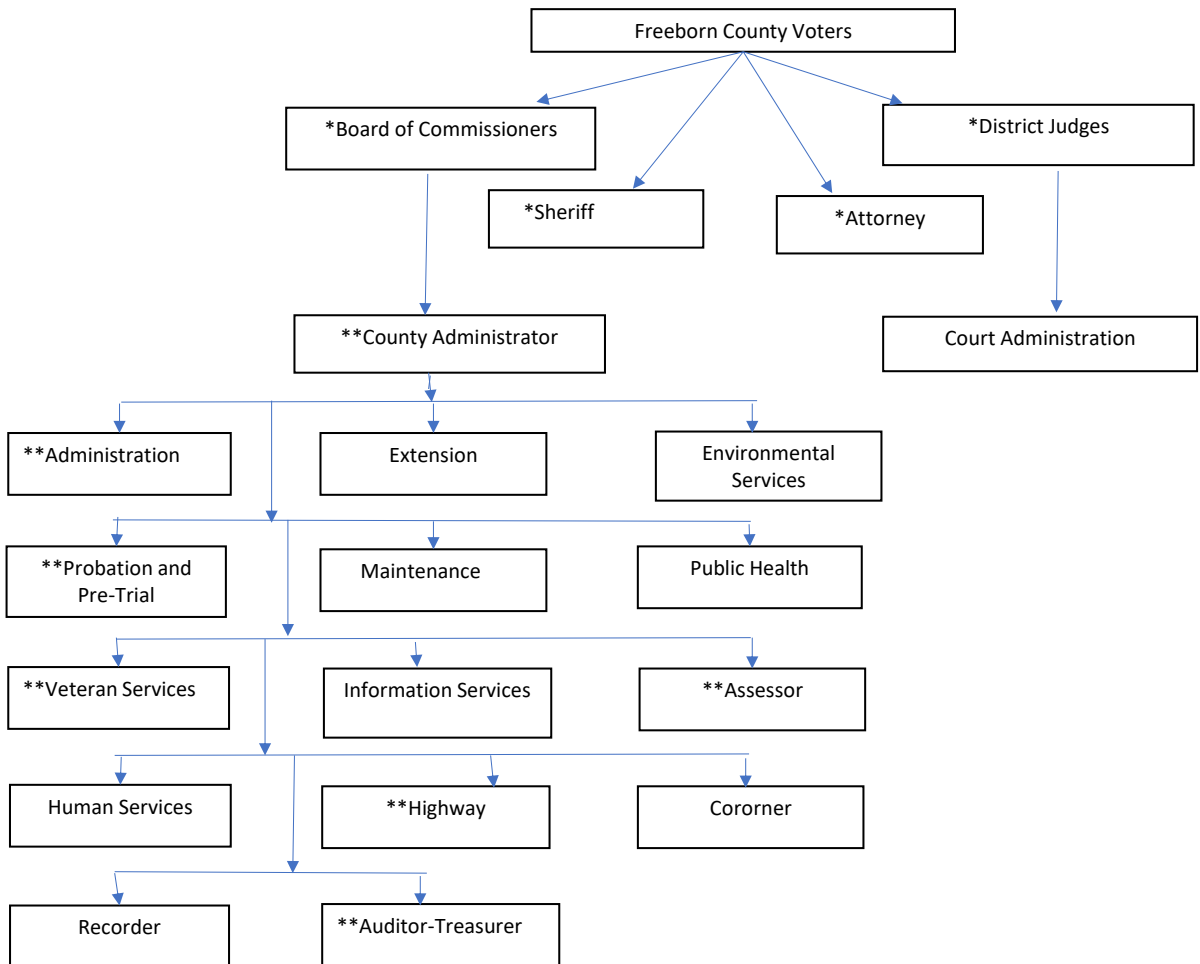 Freeborn County Voters
*Board of Commissioners
*District Judges
*Sheriff
*Attorney
**County Administrator
Court Administration
**Administration
Extension
Environmental
Services
**Probation and
Pre-Trial
Maintenance
Public Health
**Veteran Services
Information Services
**Assessor
Human Services
**Highway
Cororner
Recorder
**Auditor-Treasurer